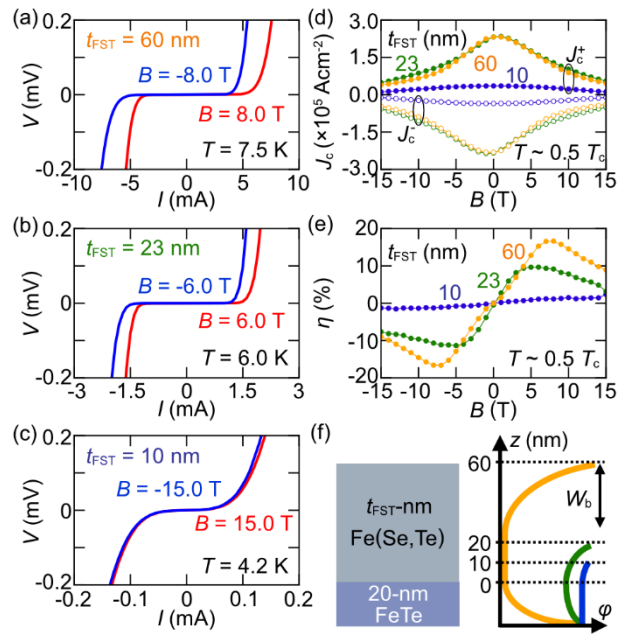 (a)
t_FST = 60 nm
B = -8.0 T
B = 8.0 T
T = 7.5 K
V (mV)
0.2
0
-0.2
-10 -5 0 5 10
I (mA)
(b)
t_FST = 23 nm
B = -6.0 T
B = 6.0 T
T = 6.0 K
V (mV)
0.2
0
-0.2
-3 -1.5 0 1.5 3
I (mA)
(c)
t_FST = 10 nm
B = -15.0 T
B = 15.0 T
T = 4.2 K
V (mV)
0.2
0
-0.2
-0.2 -0.1 0 0.1 0.2
I (mA)
(d)
t_FST (nm)
23
60
10
J_c^+
J_c^-
T ~ 0.5 T_c
J_c (×10^5 Acm^-2)
3.0
1.5
0.0
-1.5
-3.0
-15 -10 -5 0 5 10 15
B (T)
(e)
t_FST (nm)
60
23
10
T ~ 0.5 T_c
η (%)
20
10
0
-10
-20
-15 -10 -5 0 5 10 15
B (T)
(f)
z (nm)
60
W_b
20
10
0
φ
t_FST-nm
Fe(Se,Te)
20-nm
FeTe